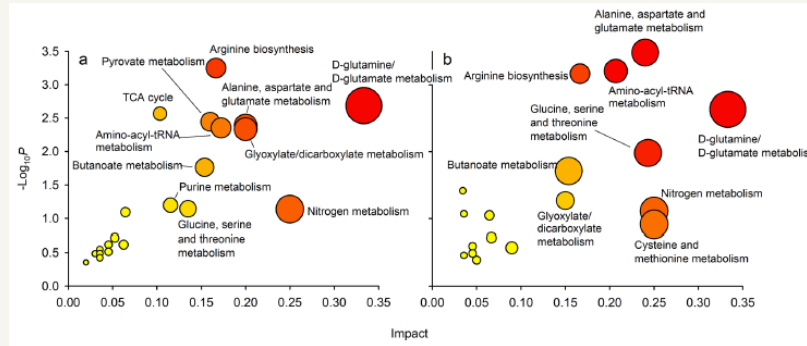 a
b
Alanine, aspartate and
glutamate metabolism
Arginine biosynthesis
Pyrovate metabolism
D-glutamine/
D-glutamate metabolism
TCA cycle
Alanine, aspartate and
glutamate metabolism
Amino-acyl-tRNA
metabolism
Glyoxylate/dicarboxylate metabolism
Butanoate metabolism
Purine metabolism
Glucine, serine
and threonine
metabolism
Nitrogen metabolism
Arginine biosynthesis
Amino-acyl-tRNA
metabolism
Glucine, serine
and threonine
metabolism
D-glutamine/
D-glutamate metabolis
Butanoate metabolism
Glyoxylate/
dicarboxylate
metabolism
Nitrogen metabolism
Cysteine and
methionine metabolism
-Log10P
3.5
3.0
2.5
2.0
1.5
1.0
0.5
0.0
0.00 0.05 0.10 0.15 0.20 0.25 0.30 0.35
0.00 0.05 0.10 0.15 0.20 0.25 0.30 0.35
Impact